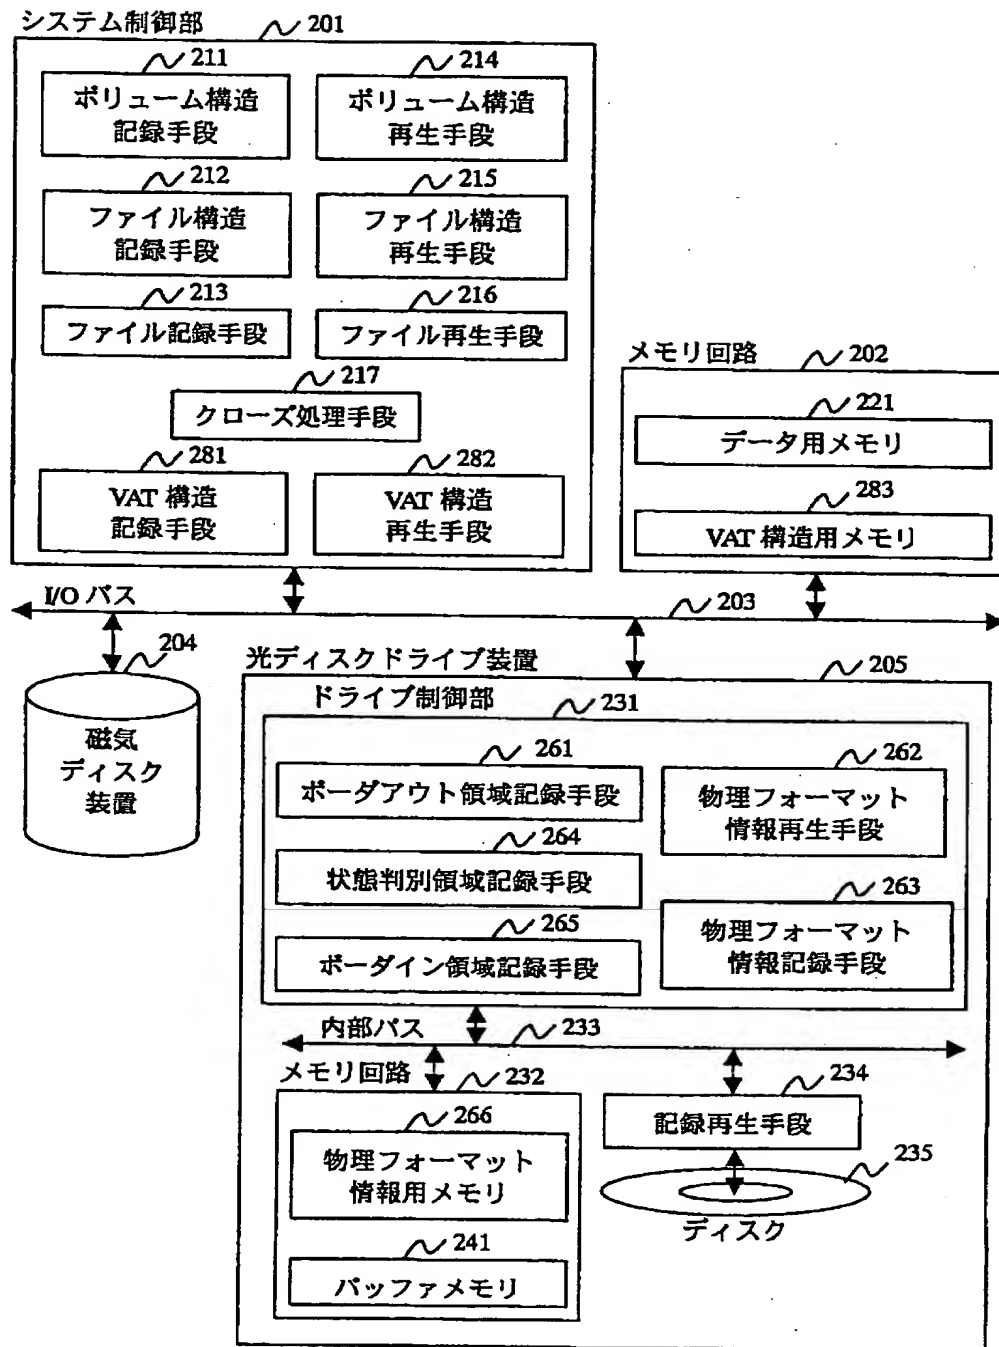 システム制御部 201
211
ボリューム構造
記録手段
214
ボリューム構造
再生手段
212
ファイル構造
記録手段
215
ファイル構造
再生手段
213
ファイル記録手段
216
ファイル再生手段
217
クローズ処理手段
281
VAT 構造
記録手段
282
VAT 構造
再生手段
メモリ回路 202
221
データ用メモリ
283
VAT 構造用メモリ
I/O バス
203
204
磁気
ディスク
装置
光ディスクドライブ装置 205
ドライブ制御部 231
261
ボーダアウト領域記録手段
262
物理フォーマット
情報再生手段
264
状態判別領域記録手段
263
物理フォーマット
情報記録手段
265
ボーダイン領域記録手段
内部バス 233
メモリ回路 232
266
物理フォーマット
情報用メモリ
241
バッファメモリ
234
記録再生手段
235
ディスク